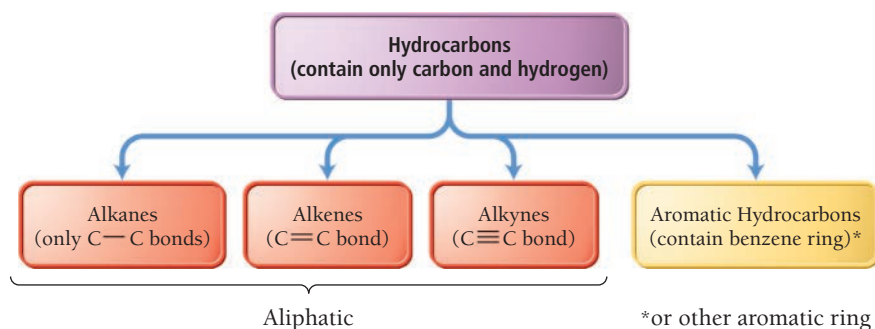 Hydrocarbons
(contain only carbon and hydrogen)
Alkanes
(only C—C bonds)
Alkenes
(C=C bond)
Alkynes
(C≡C bond)
Aromatic Hydrocarbons
(contain benzene ring)*
Aliphatic
*or other aromatic ring